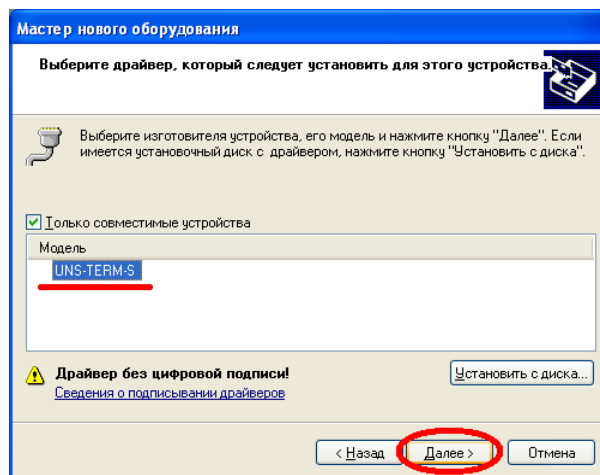 Мастер нового оборудования
Выберите драйвер, который следует установить для этого устройства.
Выберите изготовителя устройства, его модель и нажмите кнопку "Далее". Если
имеется установочный диск с драйвером, нажмите кнопку "Установить с диска".
Только совместимые устройства
Модель
UNS-TERM-S
Драйвер без цифровой подписи!
Сведения о подписывании драйверов
Установить с диска...
< Назад Далее > Отмена